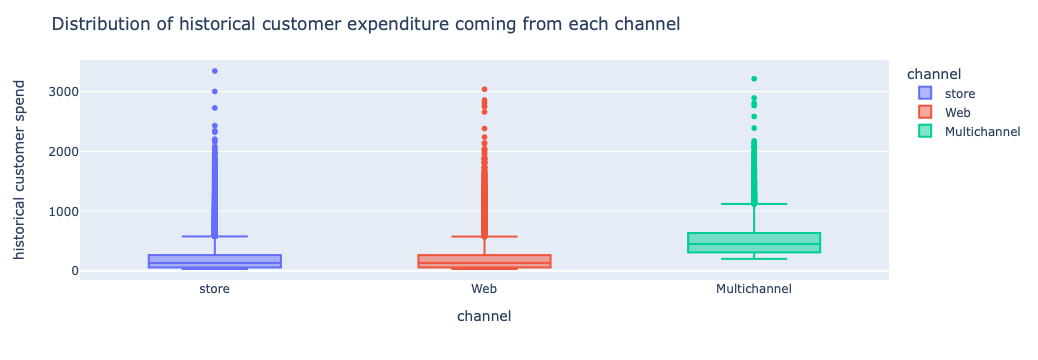 Distribution of historical customer expenditure coming from each channel
historical customer spend
3000
2000
1000
0
store
Web
Multichannel
channel
channel
store
Web
Multichannel